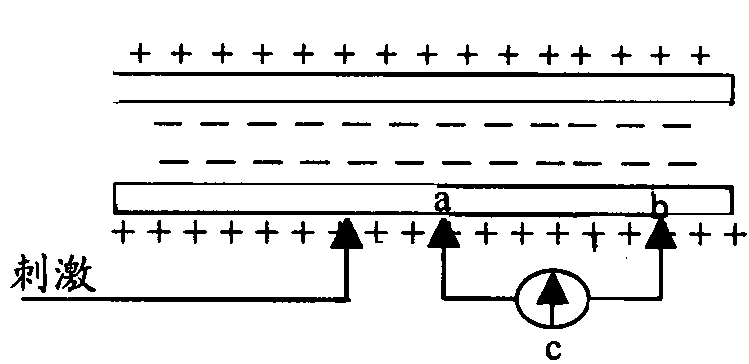 + + + + + + + + + + + + + + +
— — — — — — — — — — — —
— — — — — — — — — — — —
a b
+ + + + + + + + + + + + + + + +
刺激
c